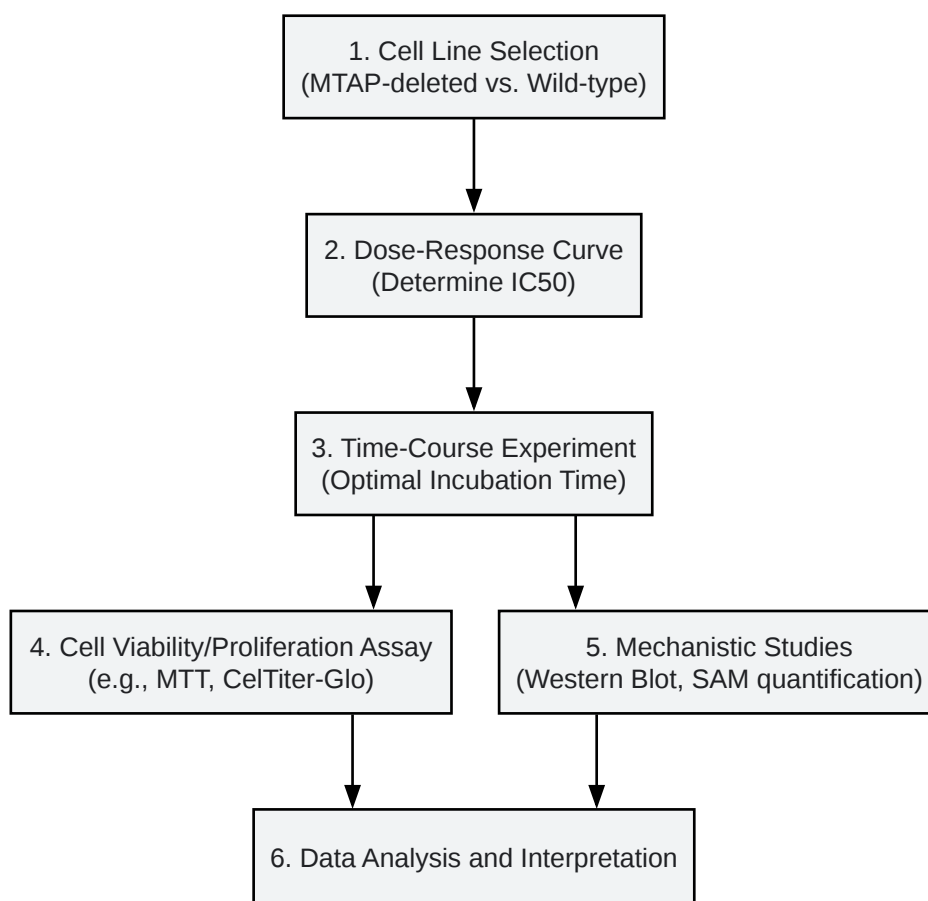 1. Cell Line Selection
(MTAP-deleted vs. Wild-type)
2. Dose-Response Curve
(Determine IC50)
3. Time-Course Experiment
(Optimal Incubation Time)
4. Cell Viability/Proliferation Assay
(e.g., MTT, CelTiter-Glo)
5. Mechanistic Studies
(Western Blot, SAM quantification)
6. Data Analysis and Interpretation